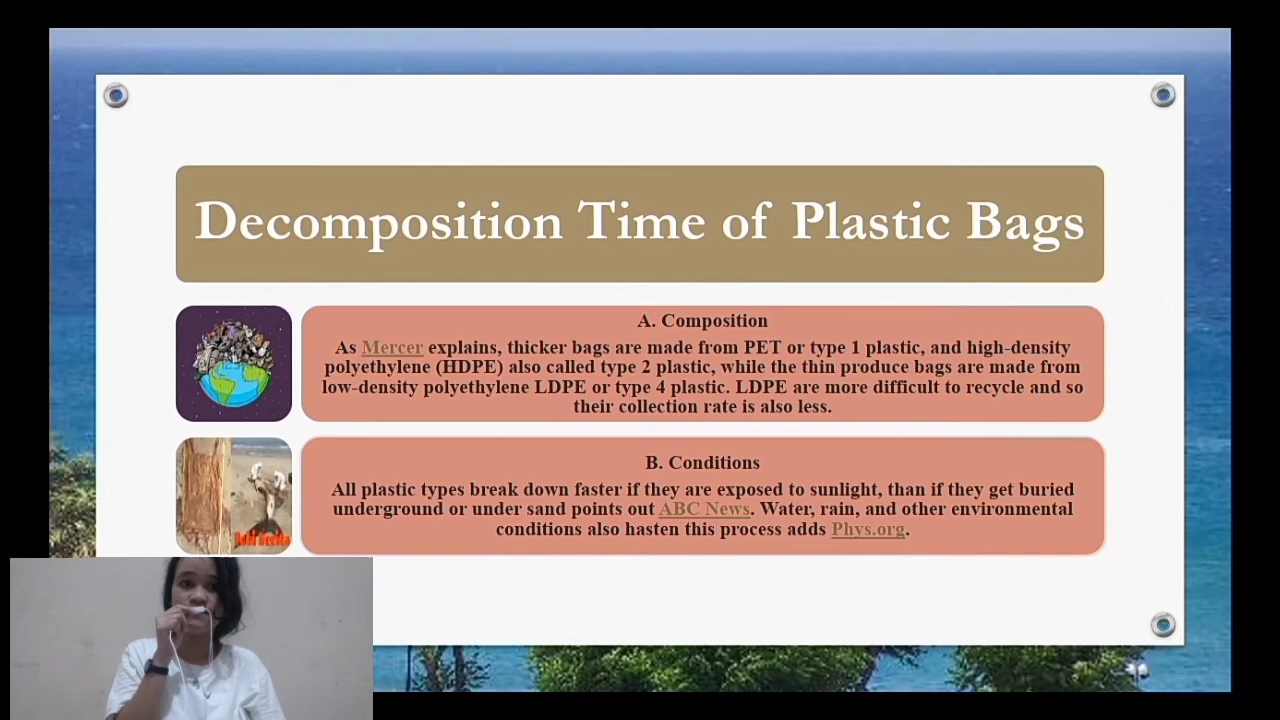 Decomposition Time of Plastic Bags
A. Composition
As Mercer explains, thicker bags are made from PET or type 1 plastic, and high-density
polyethylene (HDPE) also called type 2 plastic, while the thin produce bags are made from
low-density polyethylene LDPE or type 4 plastic. LDPE are more difficult to recycle and so
their collection rate is also less.
B. Conditions
All plastic types break down faster if they are exposed to sunlight, than if they get buried
underground or under sand points out ABC News. Water, rain, and other environmental
conditions also hasten this process adds Phys.org.